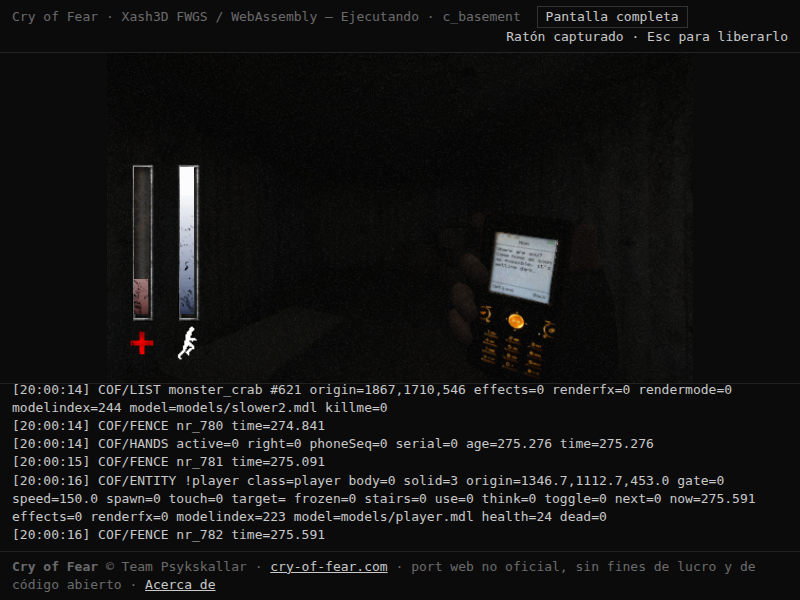 Cry of Fear · Xash3D FWGS / WebAssembly — Ejecutando · c_basement
Pantalla completa
Ratón capturado · Esc para liberarlo
[20:00:14] COF/LIST monster_crab #621 origin=1867,1710,546 effects=0 renderfx=0 rendermode=0
modelindex=244 model=models/slower2.mdl killme=0
[20:00:14] COF/FENCE nr_780 time=274.841
[20:00:14] COF/HANDS active=0 right=0 phoneSeq=0 serial=0 age=275.276 time=275.276
[20:00:15] COF/FENCE nr_781 time=275.091
[20:00:16] COF/ENTITY !player class=player body=0 solid=3 origin=1346.7,1112.7,453.0 gate=0
speed=150.0 spawn=0 touch=0 target= frozen=0 stairs=0 use=0 think=0 toggle=0 next=0 now=275.591
effects=0 renderfx=0 modelindex=223 model=models/player.mdl health=24 dead=0
[20:00:16] COF/FENCE nr_782 time=275.591
Cry of Fear © Team Psykskallar · cry-of-fear.com · port web no oficial, sin fines de lucro y de
código abierto · Acerca de